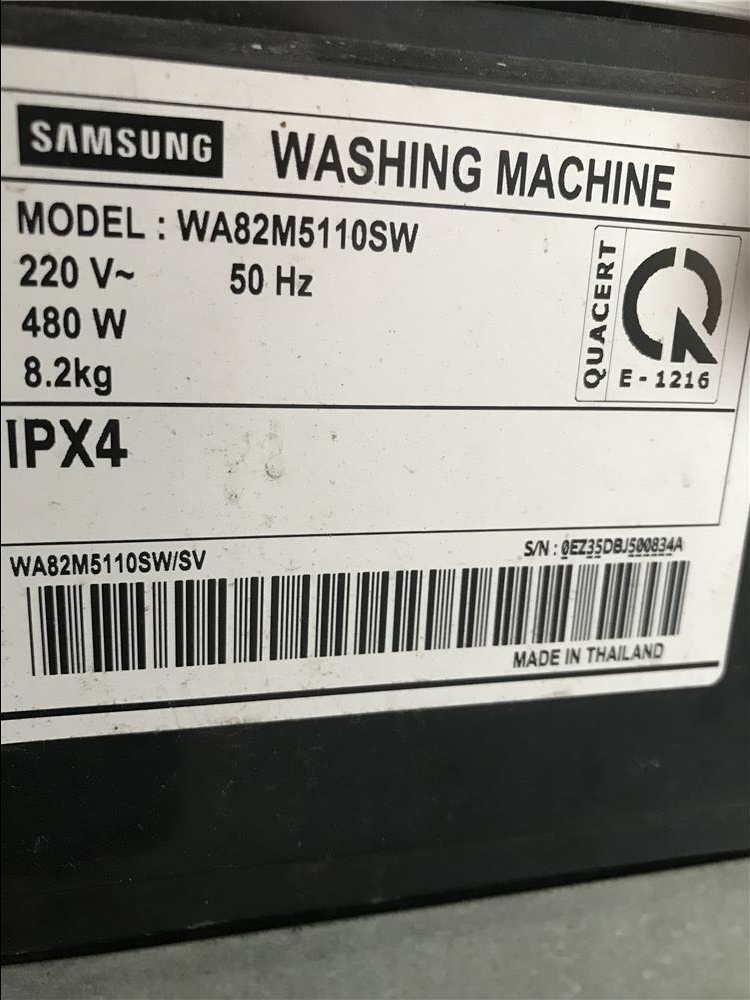 SAMSUNG WASHING MACHINE
MODEL : WA82M5110SW
220 V~ 50 Hz
480 W
8.2kg
QUACERT
E - 1216
IPX4
WA82M5110SW/SV
S/N : 0EZ35DBJ500834A
MADE IN THAILAND